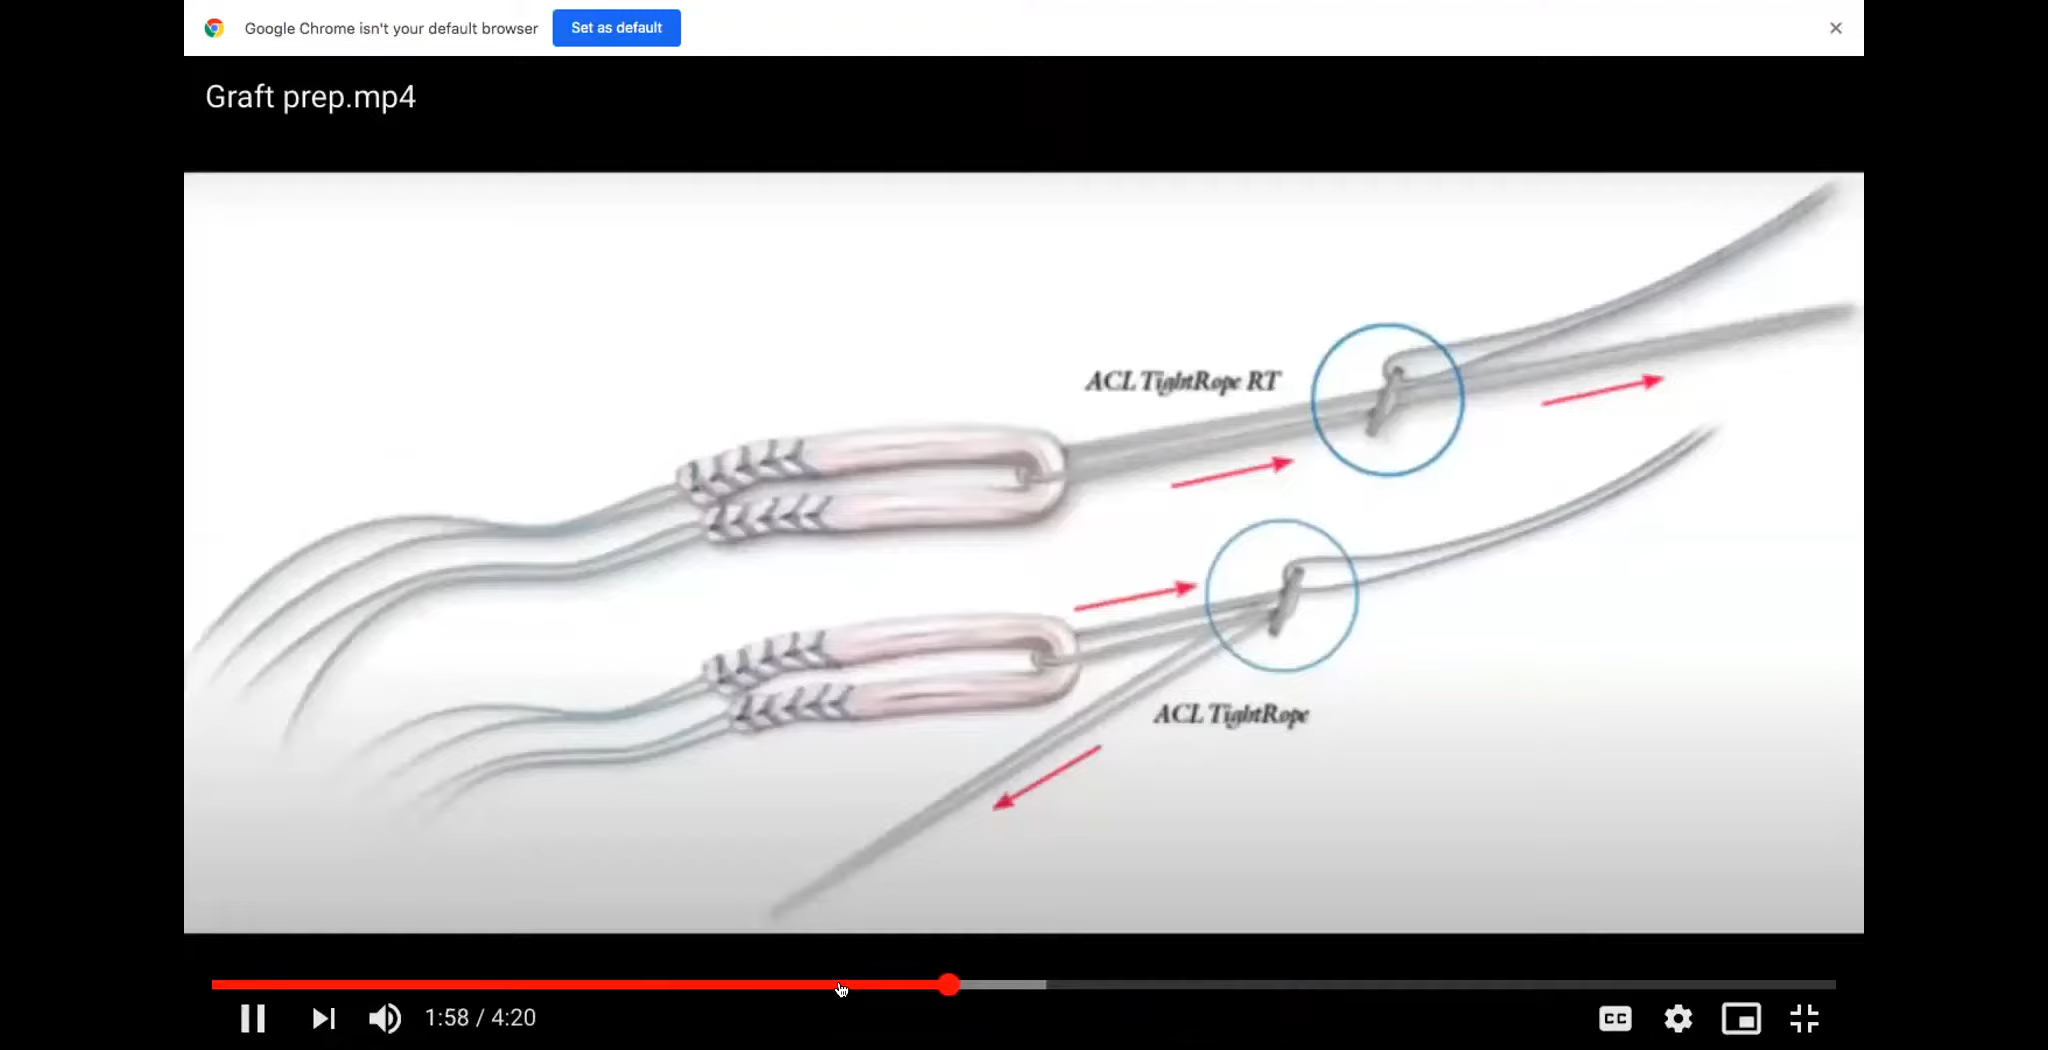 Google Chrome isn't your default browser
Set as default
Graft prep.mp4
ACL TightRope RT
ACL TightRope
1:58 / 4:20
CC